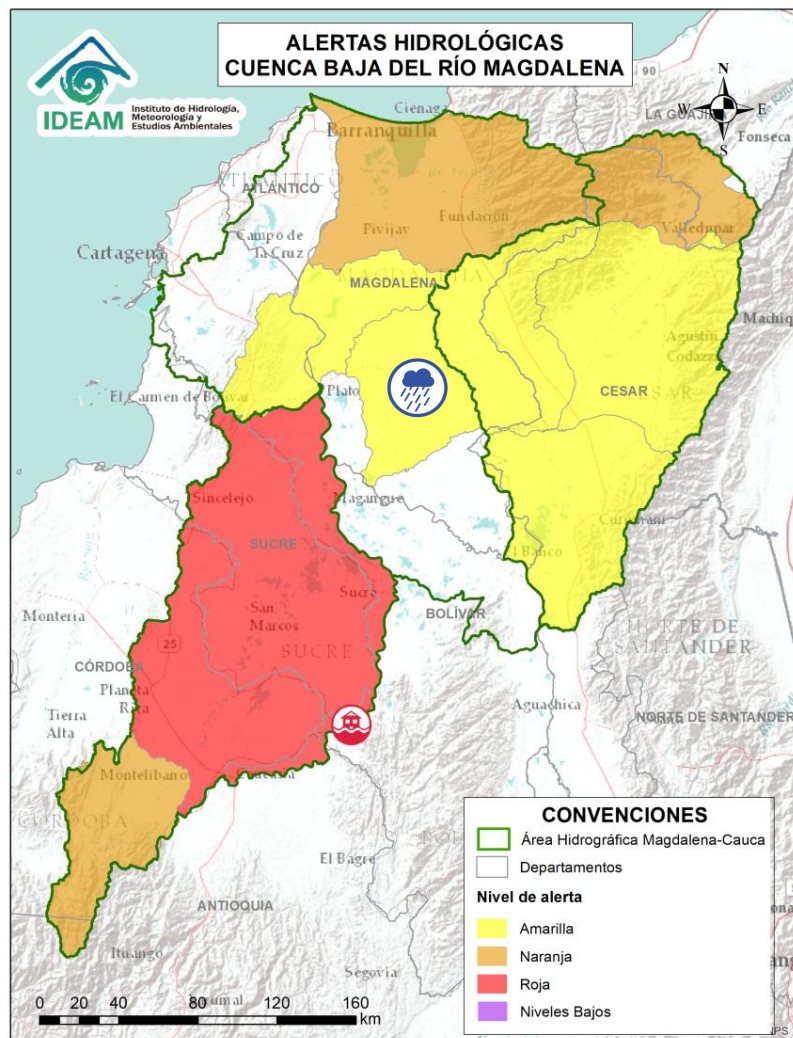 ALERTAS HIDROLÓGICAS
CUENCA BAJA DEL RÍO MAGDALENA
IDEAM
Instituto de Hidrología,
Meteorología y
Estudios Ambientales
90
N
W
E
S
LA GUAJIRA
Fonseca
Ciénaga
Barranquilla
ATLÁNTICO
Cartagena
Campo de
La Cruz
Pivijay
Fundación
Valledupar
MAGDALENA
Machiq
Agustín
Codazzi
CESAR
El Carmen de Bolívar
Plato
Sincelejo
Magangue
SUCRE
El Banco
Sucre
San
Marcos
BOLÍVAR
Montería
SUCRE
25
NORTE DE
SANTANDER
CÓRDOBA
Planeta
Rica
Aguachica
NORTE DE SANTANDER
Tierra
Alta
Montelíbano
El Bagre
ANTIOQUIA
Ituango
Segovia
CONVENCIONES
Área Hidrográfica Magdalena-Cauca
Departamentos
Nivel de alerta
Amarilla
Naranja
Roja
Niveles Bajos
0 20 40 80 120 160
km